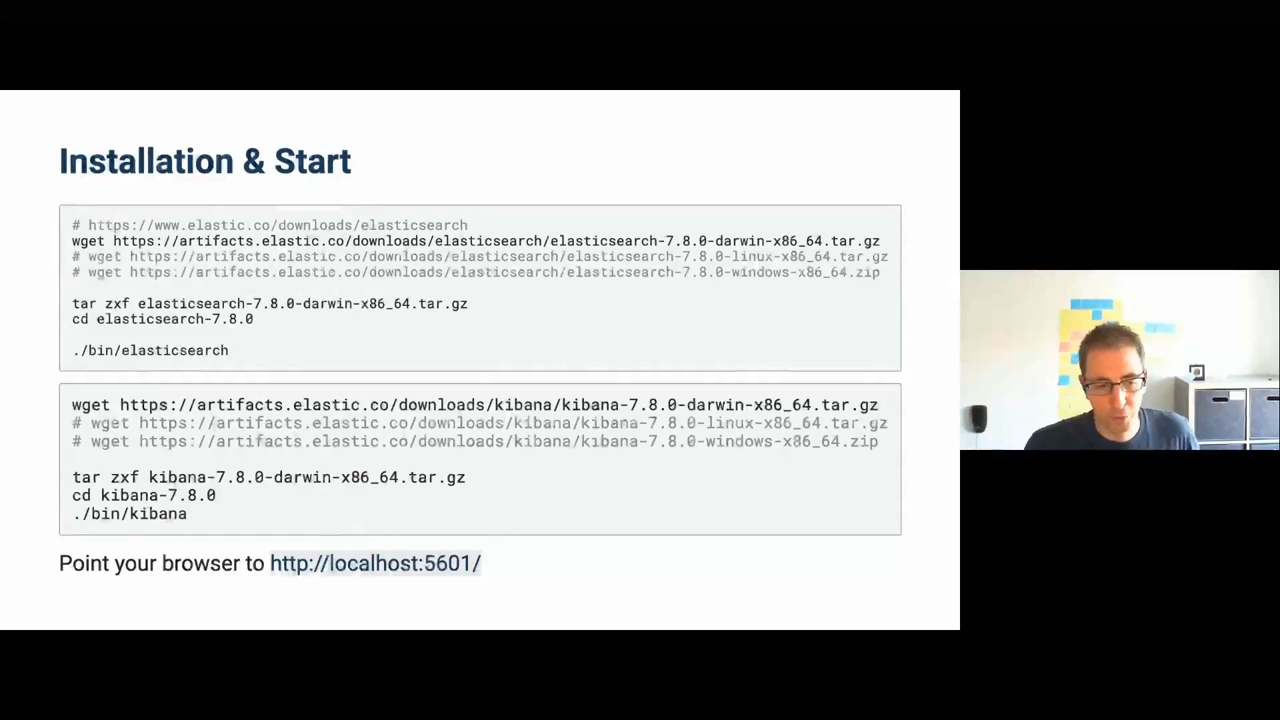 Installation & Start
# https://www.elastic.co/downloads/elasticsearch
wget https://artifacts.elastic.co/downloads/elasticsearch/elasticsearch-7.8.0-darwin-x86_64.tar.gz
# wget https://artifacts.elastic.co/downloads/elasticsearch/elasticsearch-7.8.0-linux-x86_64.tar.gz
# wget https://artifacts.elastic.co/downloads/elasticsearch/elasticsearch-7.8.0-windows-x86_64.zip
tar zxf elasticsearch-7.8.0-darwin-x86_64.tar.gz
cd elasticsearch-7.8.0
./bin/elasticsearch
wget https://artifacts.elastic.co/downloads/kibana/kibana-7.8.0-darwin-x86_64.tar.gz
# wget https://artifacts.elastic.co/downloads/kibana/kibana-7.8.0-linux-x86_64.tar.gz
# wget https://artifacts.elastic.co/downloads/kibana/kibana-7.8.0-windows-x86_64.zip
tar zxf kibana-7.8.0-darwin-x86_64.tar.gz
cd kibana-7.8.0
./bin/kibana
Point your browser to http://localhost:5601/